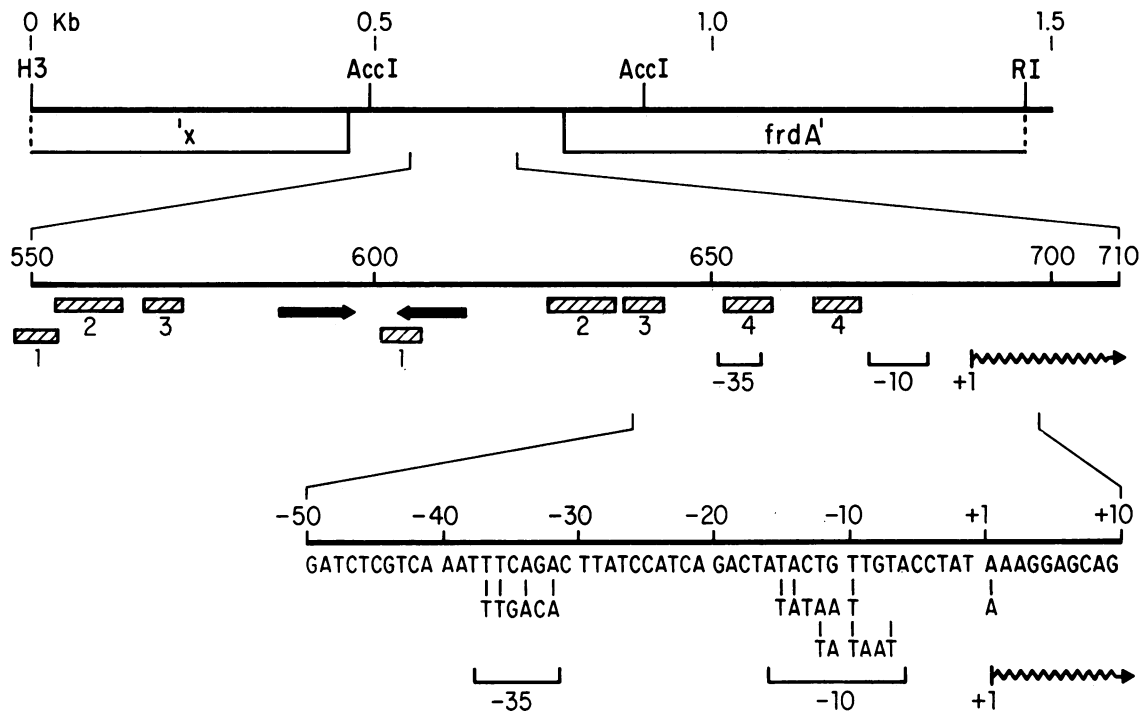 0 Kb 0.5 1.0 1.5
H3 AccI AccI RI
'x frdA'
550 600 650 700 710
2 3 2 3 4 4
1 1
-35 -10 +1
-50 -40 -30 -20 -10 +1 +10
GATCTCGTCA AATTTCAGAC TTATCCATCA GACTATACTG TTGTACCTAT AAAGGAGCAG
TTGACA TATAAT A
TA TAAT
-35 -10 +1